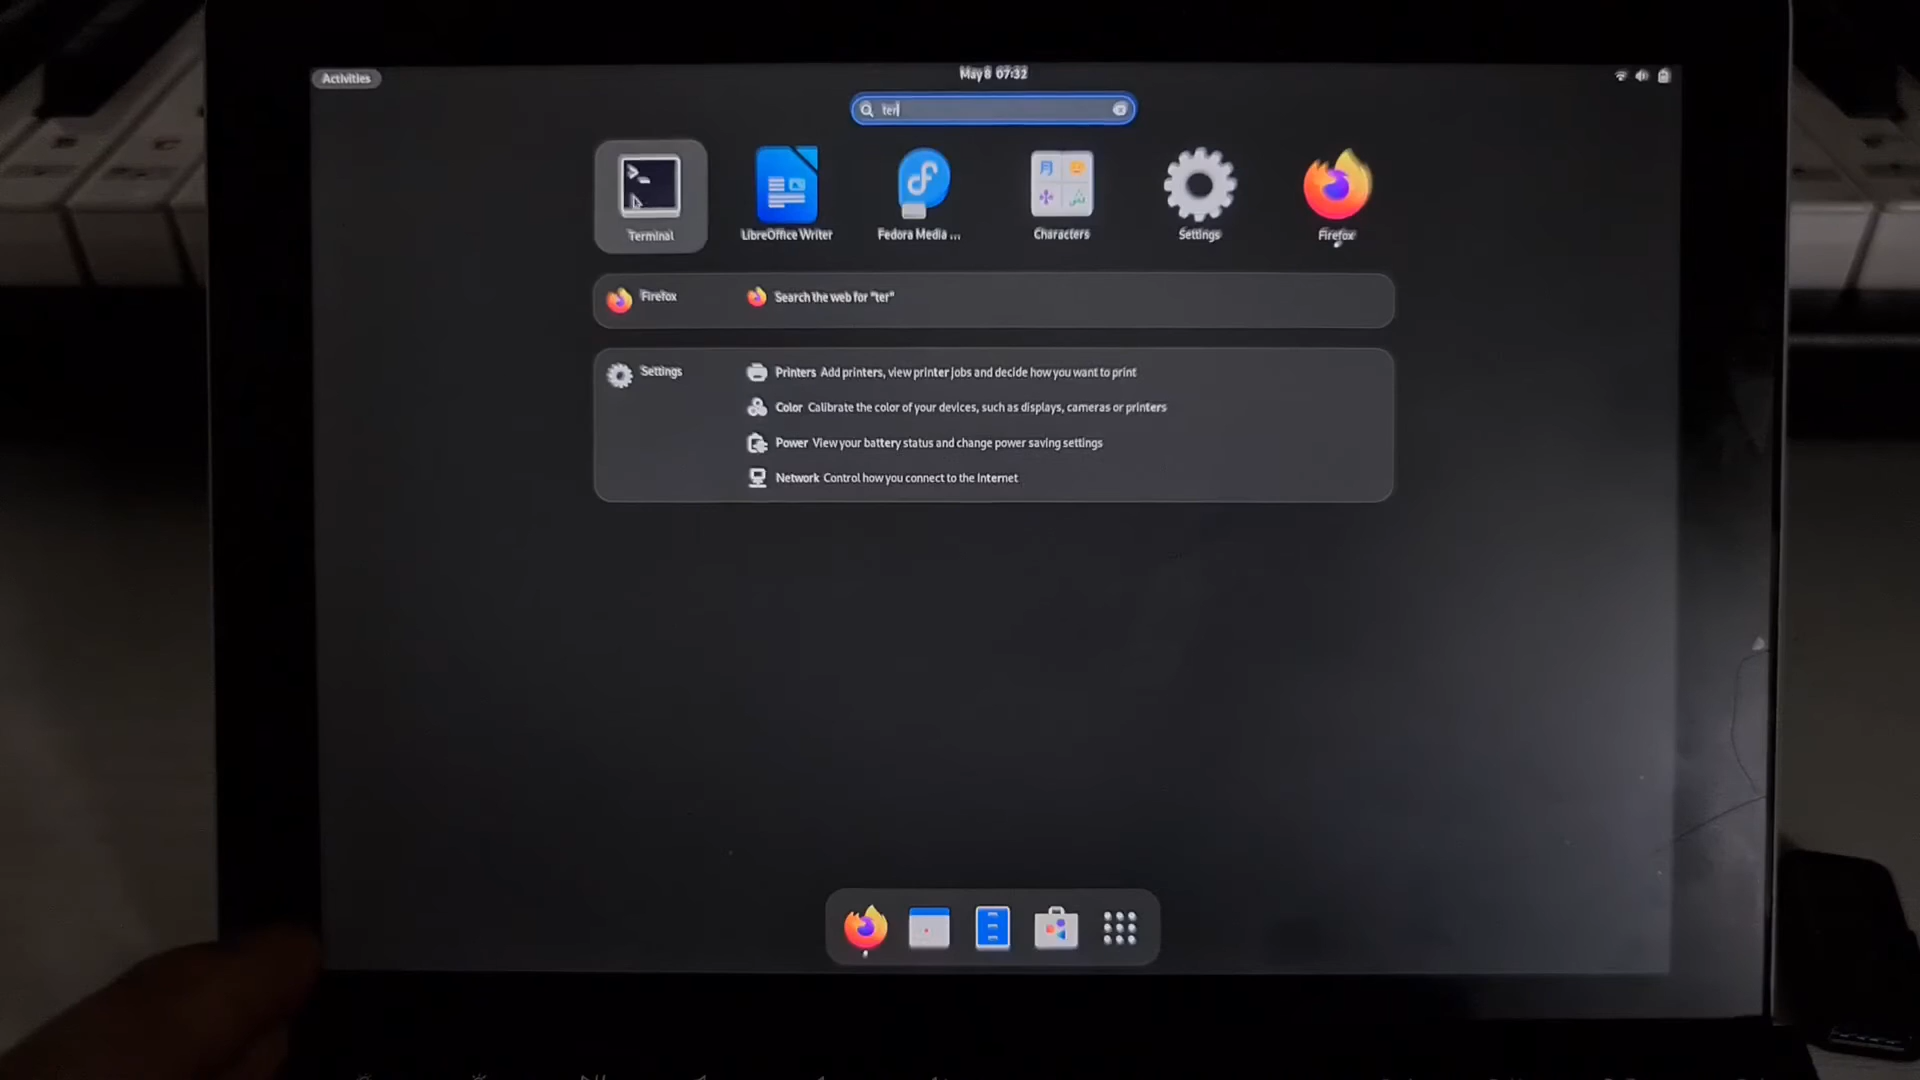 Activities
May 8 07:32
ter
Terminal
LibreOffice Writer
Fedora Media ...
Characters
Settings
Firefox
Firefox
Search the web for "ter"
Settings
Printers Add printers, view printer jobs and decide how you want to print
Color Calibrate the color of your devices, such as displays, cameras or printers
Power View your battery status and change power saving settings
Network Control how you connect to the Internet